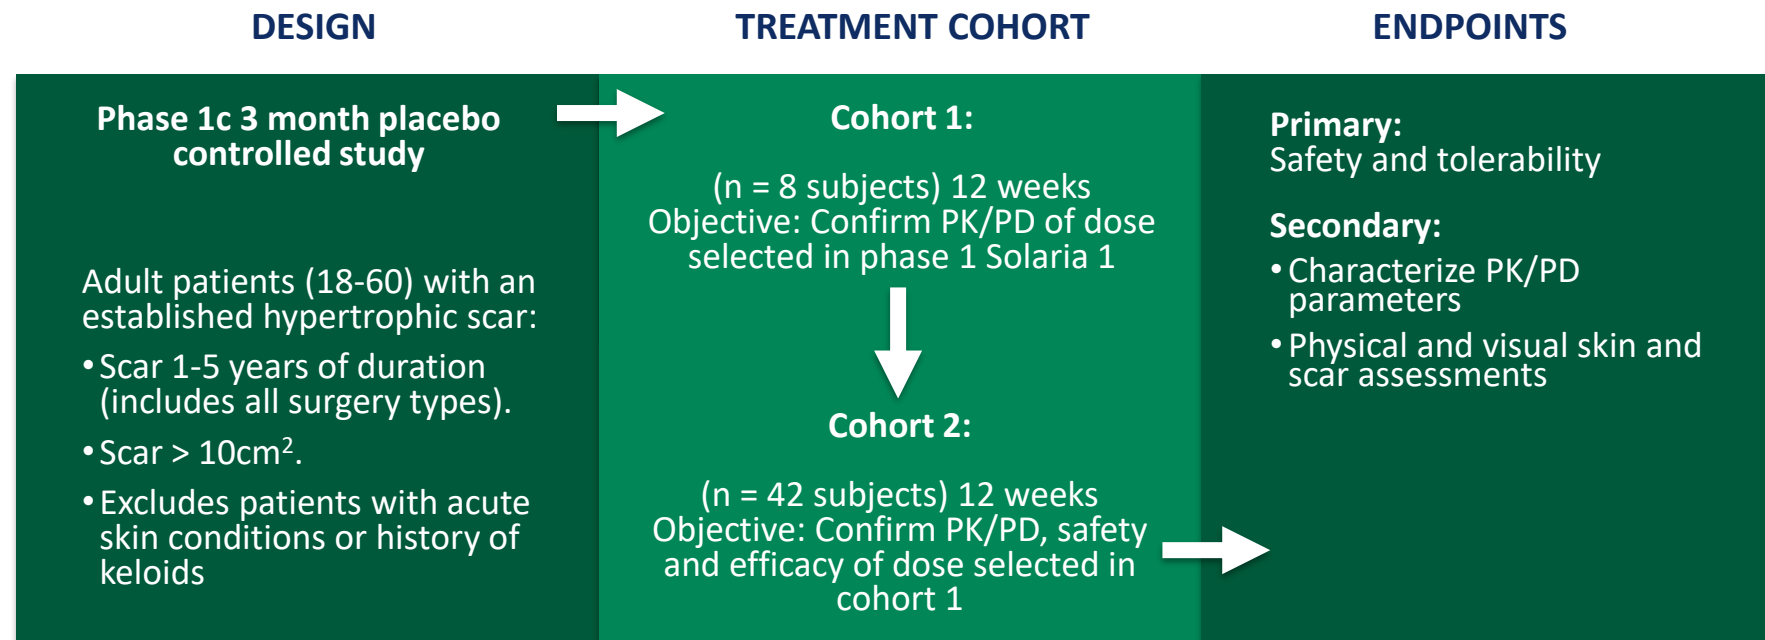 DESIGN
TREATMENT COHORT
ENDPOINTS
Phase 1c 3 month placebo
controlled study
Adult patients (18-60) with an
established hypertrophic scar:
•Scar 1-5 years of duration
(includes all surgery types).
•Scar > 10cm².
•Excludes patients with acute
skin conditions or history of
keloids
Cohort 1:
(n = 8 subjects) 12 weeks
Objective: Confirm PK/PD of dose
selected in phase 1 Solaria 1
Cohort 2:
(n = 42 subjects) 12 weeks
Objective: Confirm PK/PD, safety
and efficacy of dose selected in
cohort 1
Primary:
Safety and tolerability
Secondary:
•Characterize PK/PD
parameters
•Physical and visual skin and
scar assessments